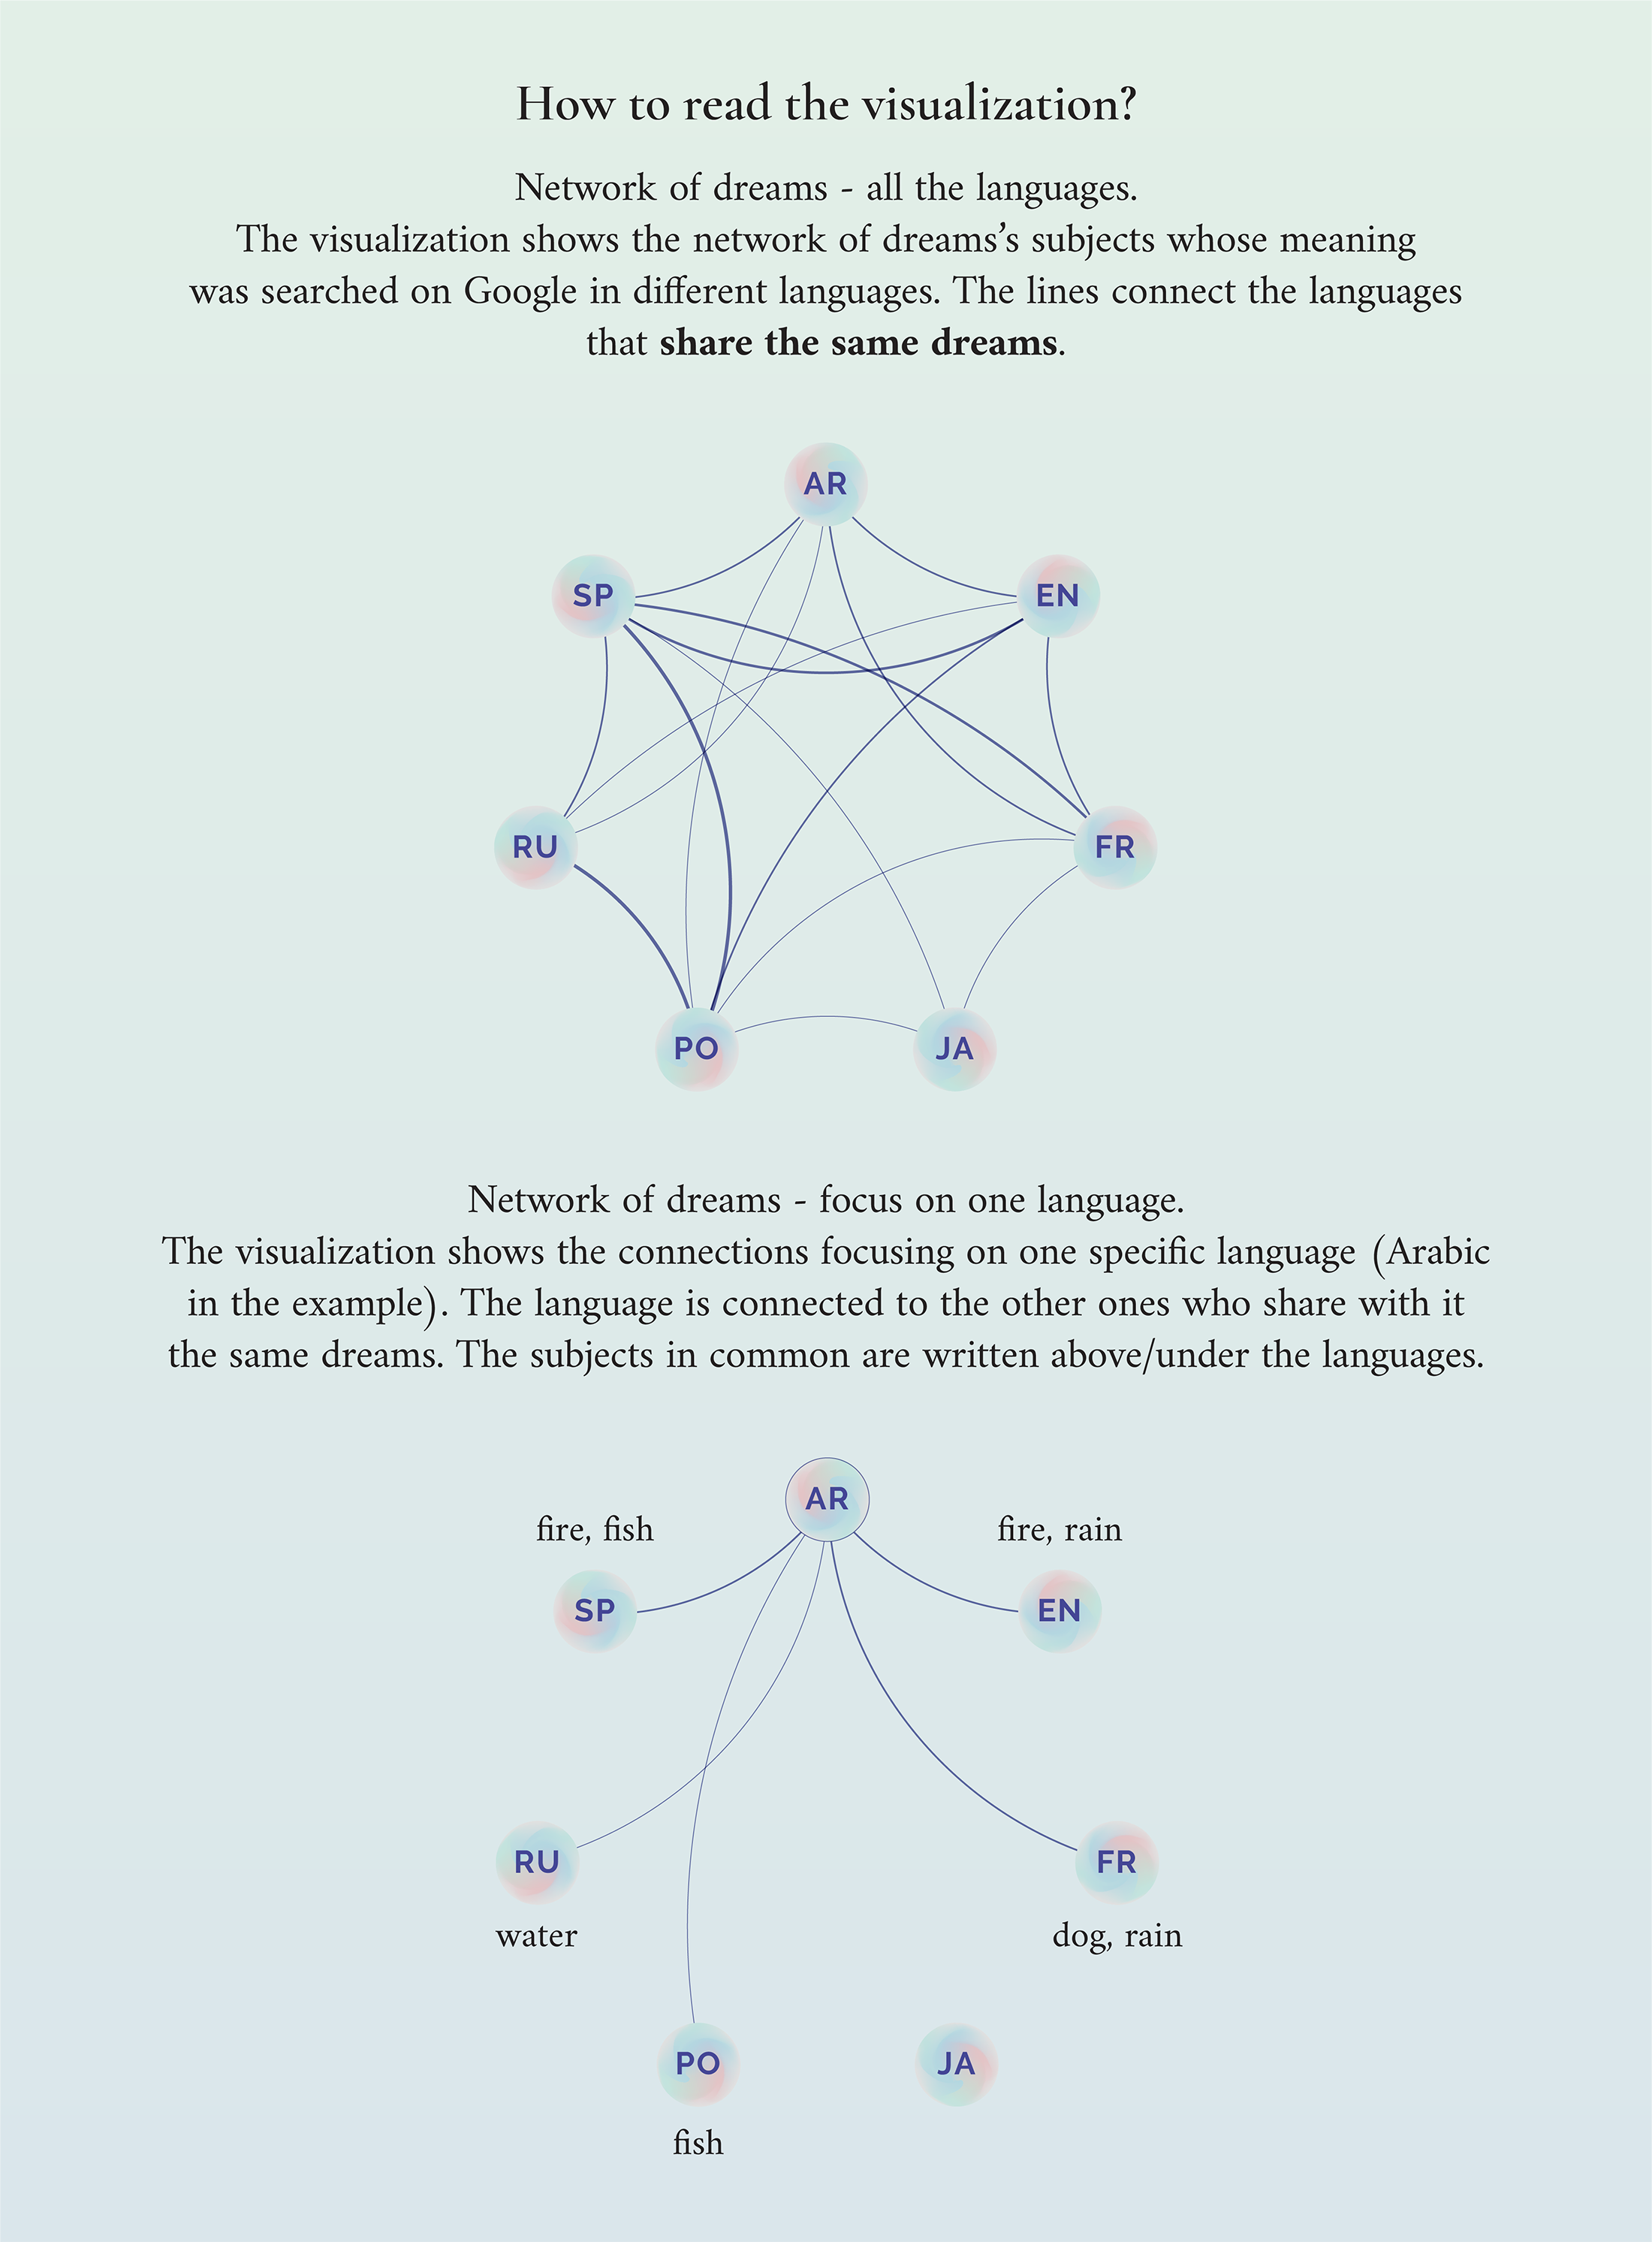 How to read the visualization?
Network of dreams - all the languages.
The visualization shows the network of dreams’s subjects whose meaning
was searched on Google in different languages. The lines connect the languages
that share the same dreams.
AR
SP
EN
RU
FR
PO
JA
Network of dreams - focus on one language.
The visualization shows the connections focusing on one specific language (Arabic
in the example). The language is connected to the other ones who share with it
the same dreams. The subjects in common are written above/under the languages.
AR
fire, fish
fire, rain
SP
EN
RU
FR
water
dog, rain
PO
JA
fish